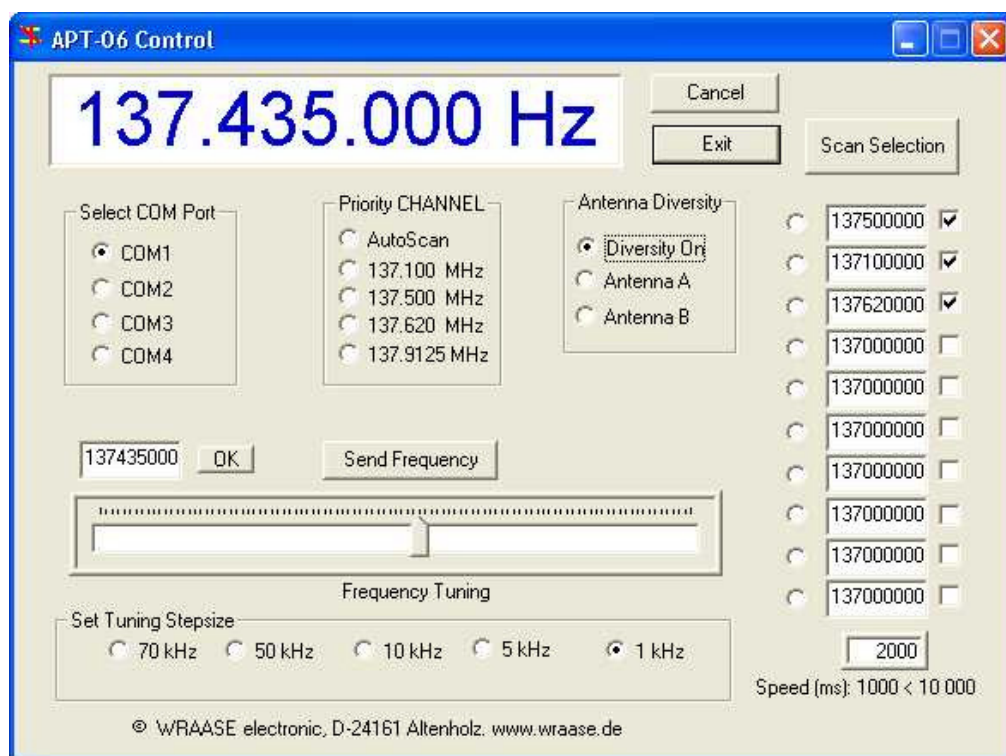 APT-06 Control
137.435.000 Hz
Cancel
Exit
Scan Selection
Select COM Port
COM1
COM2
COM3
COM4
Priority CHANNEL
AutoScan
137.100 MHz
137.500 MHz
137.620 MHz
137.9125 MHz
Antenna Diversity
Diversity On
Antenna A
Antenna B
137500000
137100000
137620000
137000000
137000000
137000000
137000000
137000000
137000000
137000000
137435000
OK
Send Frequency
Frequency Tuning
Set Tuning Stepsize
70 kHz 50 kHz 10 kHz 5 kHz 1 kHz
2000
Speed (ms): 1000 < 10 000
© WRAASE electronic, D-24161 Altenholz. www.wraase.de